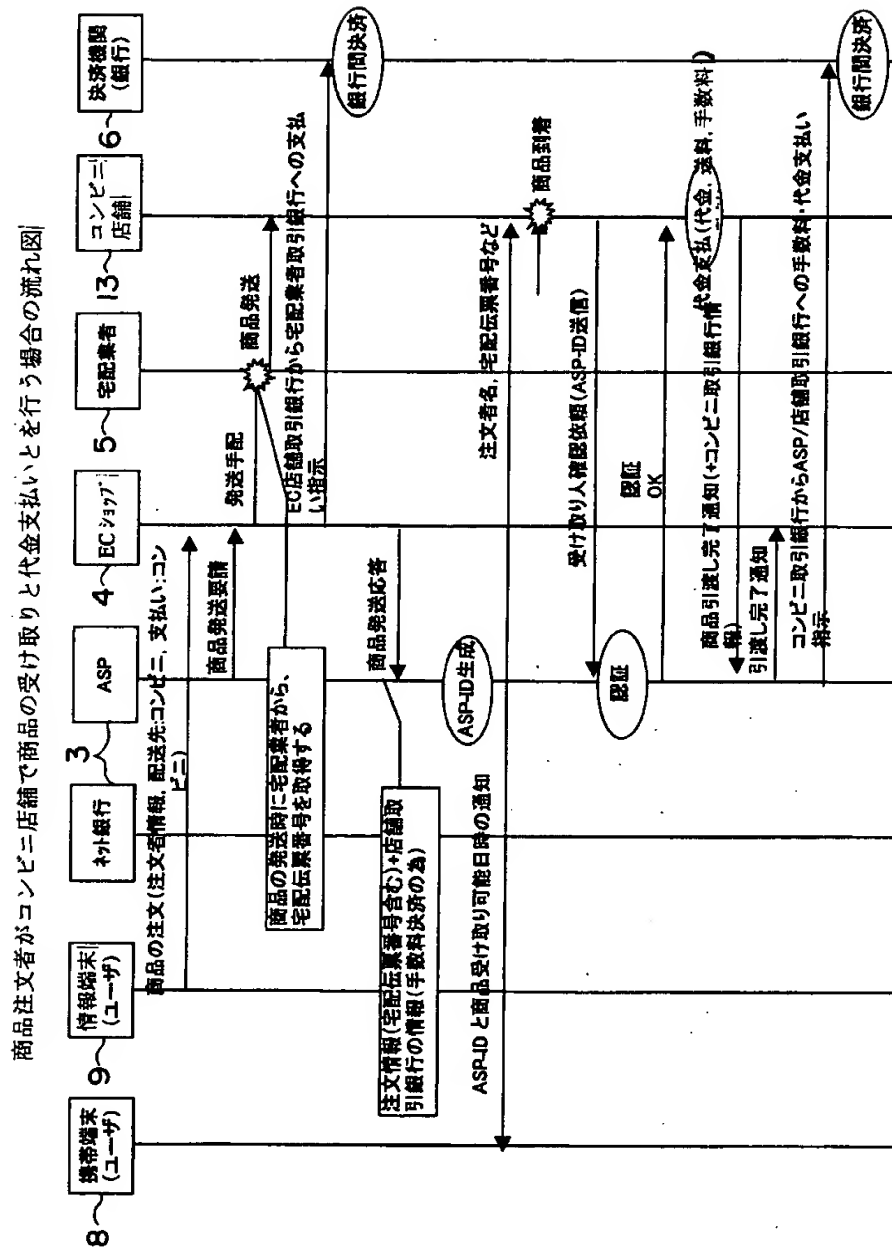 商品注文者がコンビニ店舗で商品の受け取りと代金支払いとを行う場合の流れ図
携帯端末
(ユーザ)
8
情報端末
(ユーザ)
9
ネット銀行
ASP
3
ECショップ
4
宅配業者
5
コンビニ
店舗
13
決済機関
(銀行)
6
商品の注文(注文者情報, 配送先:コンビニ, 支払い:コン
ビニ)
商品発送要請
発送手配
商品発送
商品の発送時に宅配業者から、
宅配伝票番号を取得する
EC店舗取引銀行から宅配業者取引銀行への支払
い指示
銀行間決済
商品発送応答
注文情報(宅配伝票番号含む)+店舗取
引銀行の情報(手数料決済の為)
ASP-ID生成
ASP-IDと商品受け取り可能日時の通知
注文者名, 宅配伝票番号など
商品到着
受け取り人確認依頼(ASP-ID送信)
認証
認証
OK
代金支払(代金, 送料, 手数料)
商品引渡し完了通知(+コンビニ取引銀行情
報)
引渡し完了通知
コンビニ取引銀行からASP/店舗取引銀行への手数料・代金支払い
指示
銀行間決済